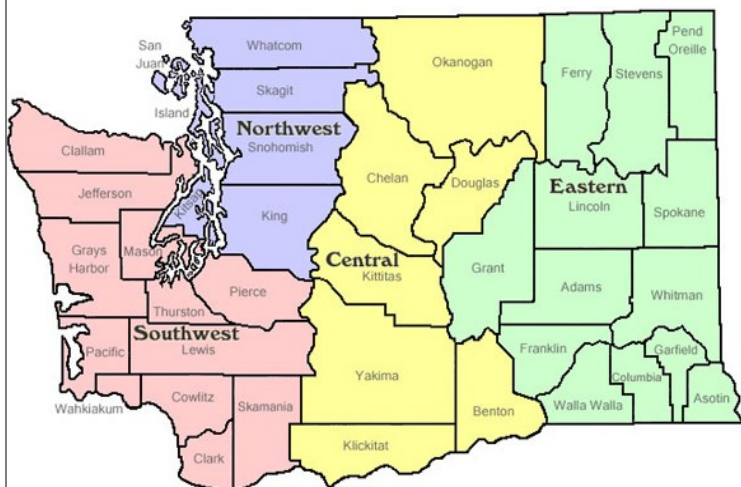 San
Juan
Whatcom
Okanogan
Ferry
Stevens
Pend
Oreille
Skagit
Island
Northwest
Snohomish
Clallam
Chelan
Douglas
Eastern
Lincoln
Jefferson
Kitsap
King
Spokane
Grays
Harbor
Mason
Central
Kittitas
Grant
Pierce
Adams
Whitman
Thurston
Southwest
Lewis
Pacific
Franklin
Garfield
Yakima
Columbia
Wahkiakum
Cowlitz
Skamania
Benton
Walla Walla
Asotin
Klickitat
Clark